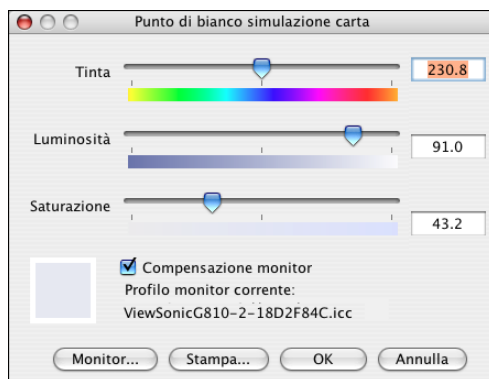 Punto di bianco simulazione carta
Tinta
230.8
Luminosità
91.0
Saturazione
43.2
Compensazione monitor
Profilo monitor corrente:
ViewSonicG810-2-18D2F84C.icc
Monitor... Stampa... OK Annulla